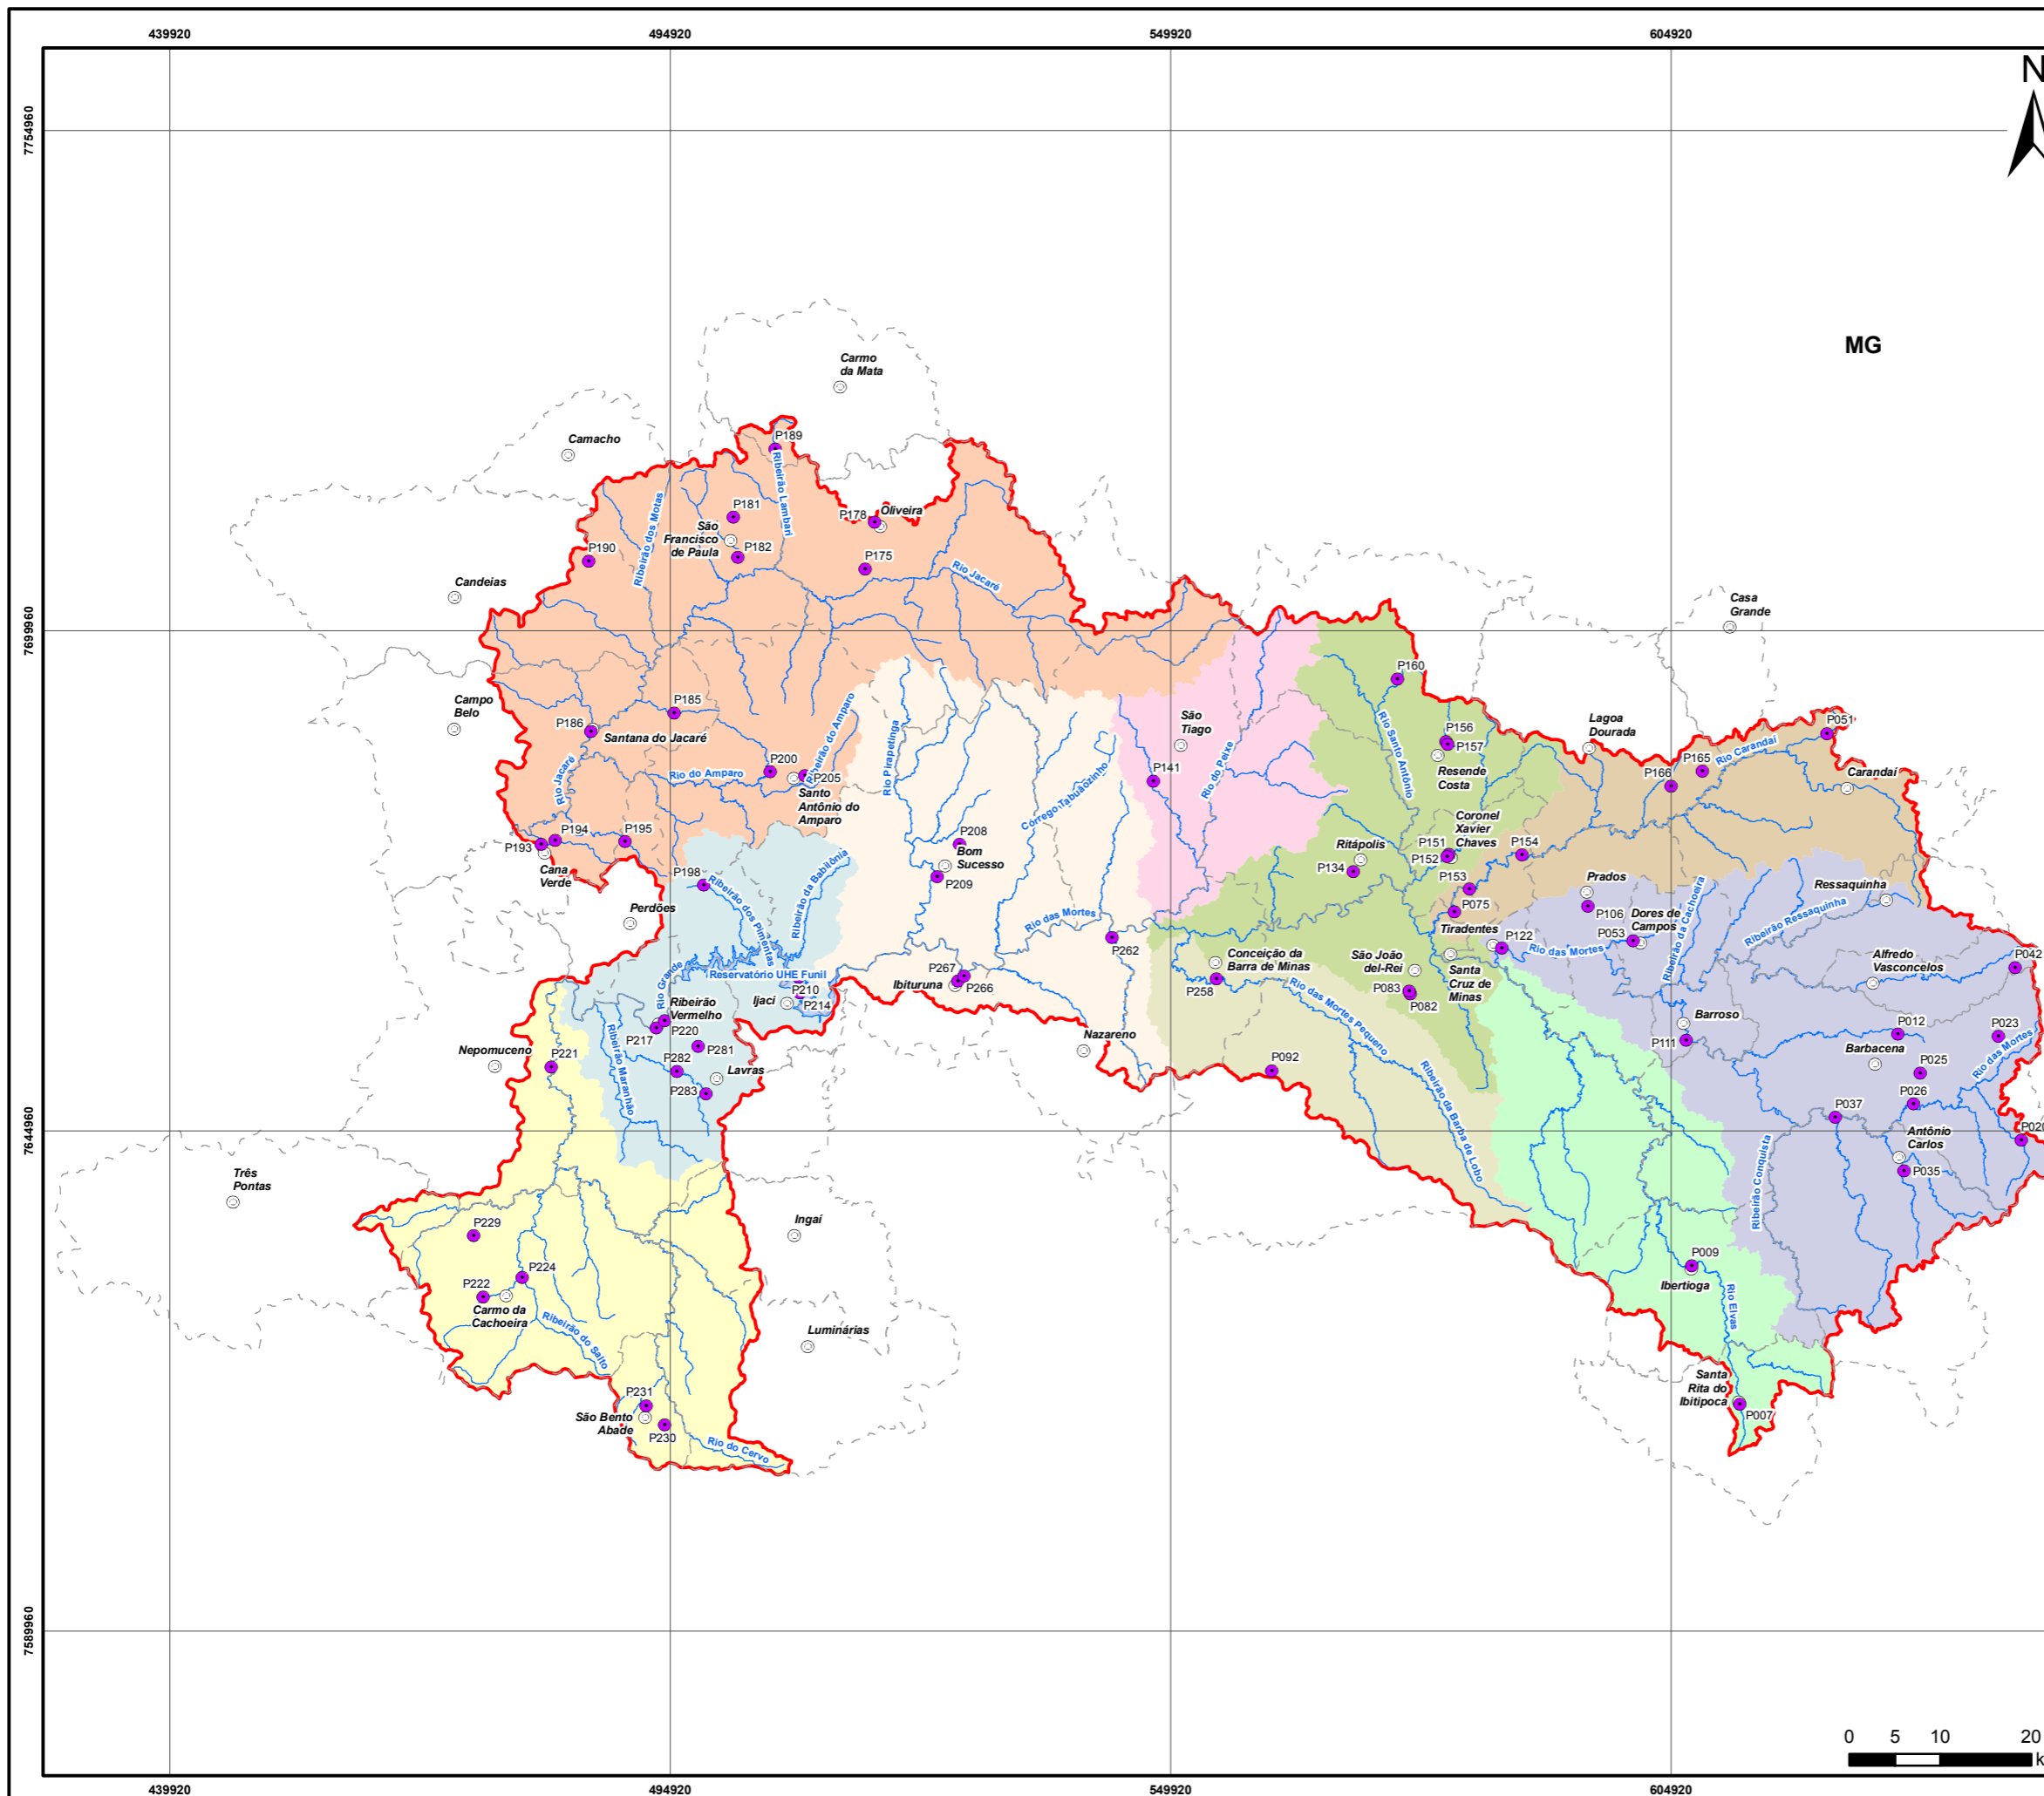 439920
494920
549920
604920
N
7754960
MG
Carmo
da Mata
Camacho
P189
Ribeirão Lambari
Ribeirão dos Motas
P181
P178
Oliveira
São
Francisco
de Paula
P182
P190
P175
Rio Jacaré
Candeias
Casa
Grande
7699960
P160
Campo
Belo
P185
P186
Santana do Jacaré
Ribeirão do Amparo
Rio Pirapetinga
São
Tiago
Rio do Peixe
Rio Santo Antônio
P156
P157
Resende
Costa
Lagoa
Dourada
P051
Rio Carandaí
P165
P166
Carandaí
Rio Jacaré
Rio do Amparo
P200
P205
Santo
Antônio do
Amparo
Córrego Tabuãozinho
P141
P194
P193
P195
Cana
Verde
P208
Bom
Sucesso
P209
Coronel
Xavier
Chaves
P151
P152
P154
Ritápolis
P134
P153
P198
Ribeirão dos Pimentas
Ribeirão da Babilônia
Perdões
Prados
P106
Dores de
Campos
P053
Ribeirão da Cachoeira
Ressaquinha
Ribeirão Ressaquinha
Rio das Mortes
P262
P075
Tiradentes
P122
Rio das Mortes
Alfredo
Vasconcelos
P042
Conceição da
Barra de Minas
P258
São João
del-Rei
P083
P082
Santa
Cruz de
Minas
Rio Grande
Reservatório UHE Funil
P210
P214
Ijaci
P267
P266
Ibituruna
Ribeirão
Vermelho
P220
P217
P281
P282
Lavras
P283
Nepomuceno
P221
Ribeirão Maranhão
Nazareno
P092
Rio das Mortes Pequeno
Ribeirão da Barba de Lobo
Barroso
P111
P012
Barbacena
P023
Rio das Mortes
P025
P026
P037
Antônio
Carlos
P035
P020
Ribeirão Conquista
7644960
Três
Pontas
Ingaí
P229
P224
P222
Carmo da
Cachoeira
Ribeirão do Salto
Luminárias
P009
Ibertioga
Rio Elvas
Santa
Rita do
Ibitipoca
P007
P231
São Bento
Abade
P230
Rio do Cervo
7589960
0
5
10
20
439920
494920
549920
604920